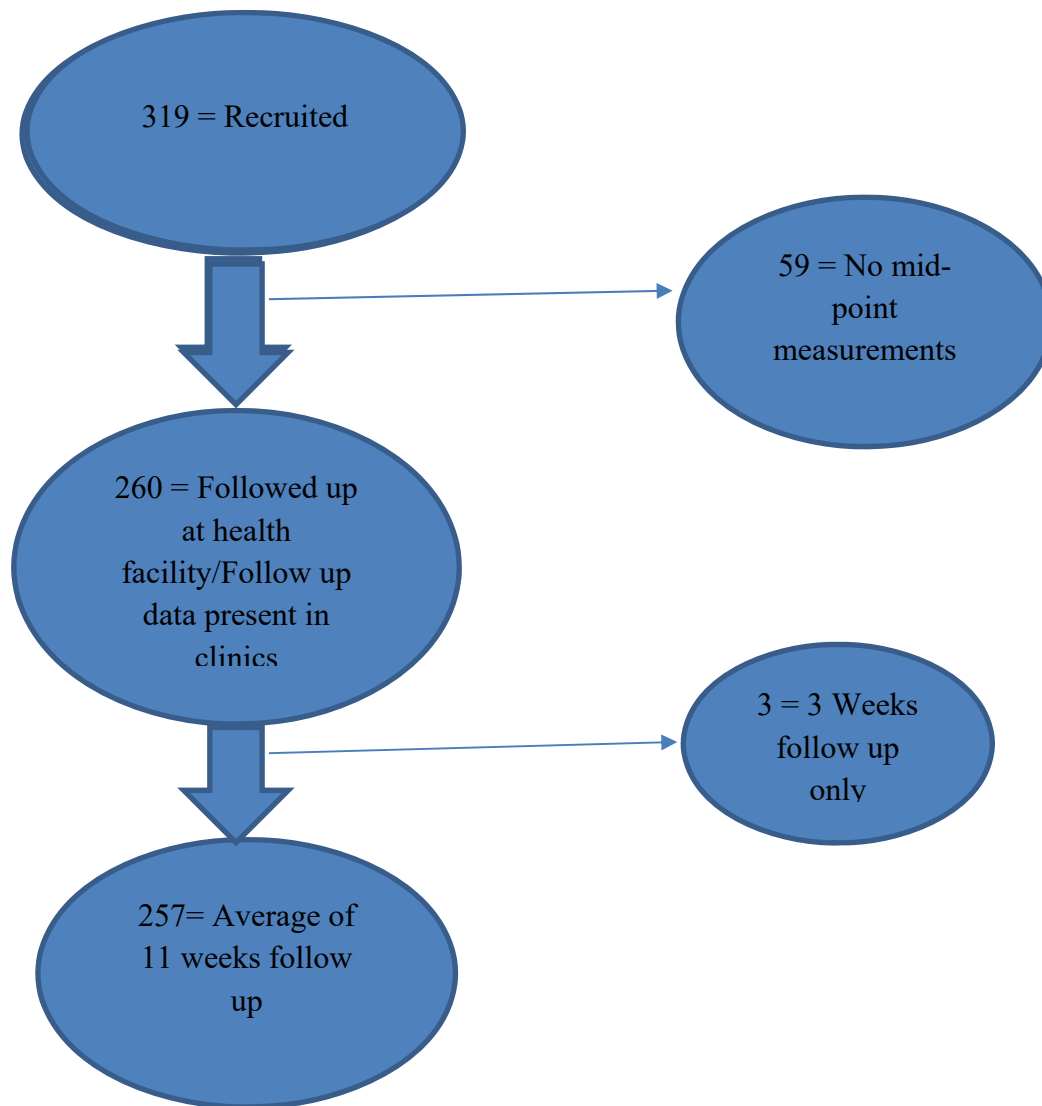 319 = Recruited
59 = No mid-
point
measurements
260 = Followed up
at health
facility/Follow up
data present in
clinics
3 = 3 Weeks
follow up
only
257= Average of
11 weeks follow
up